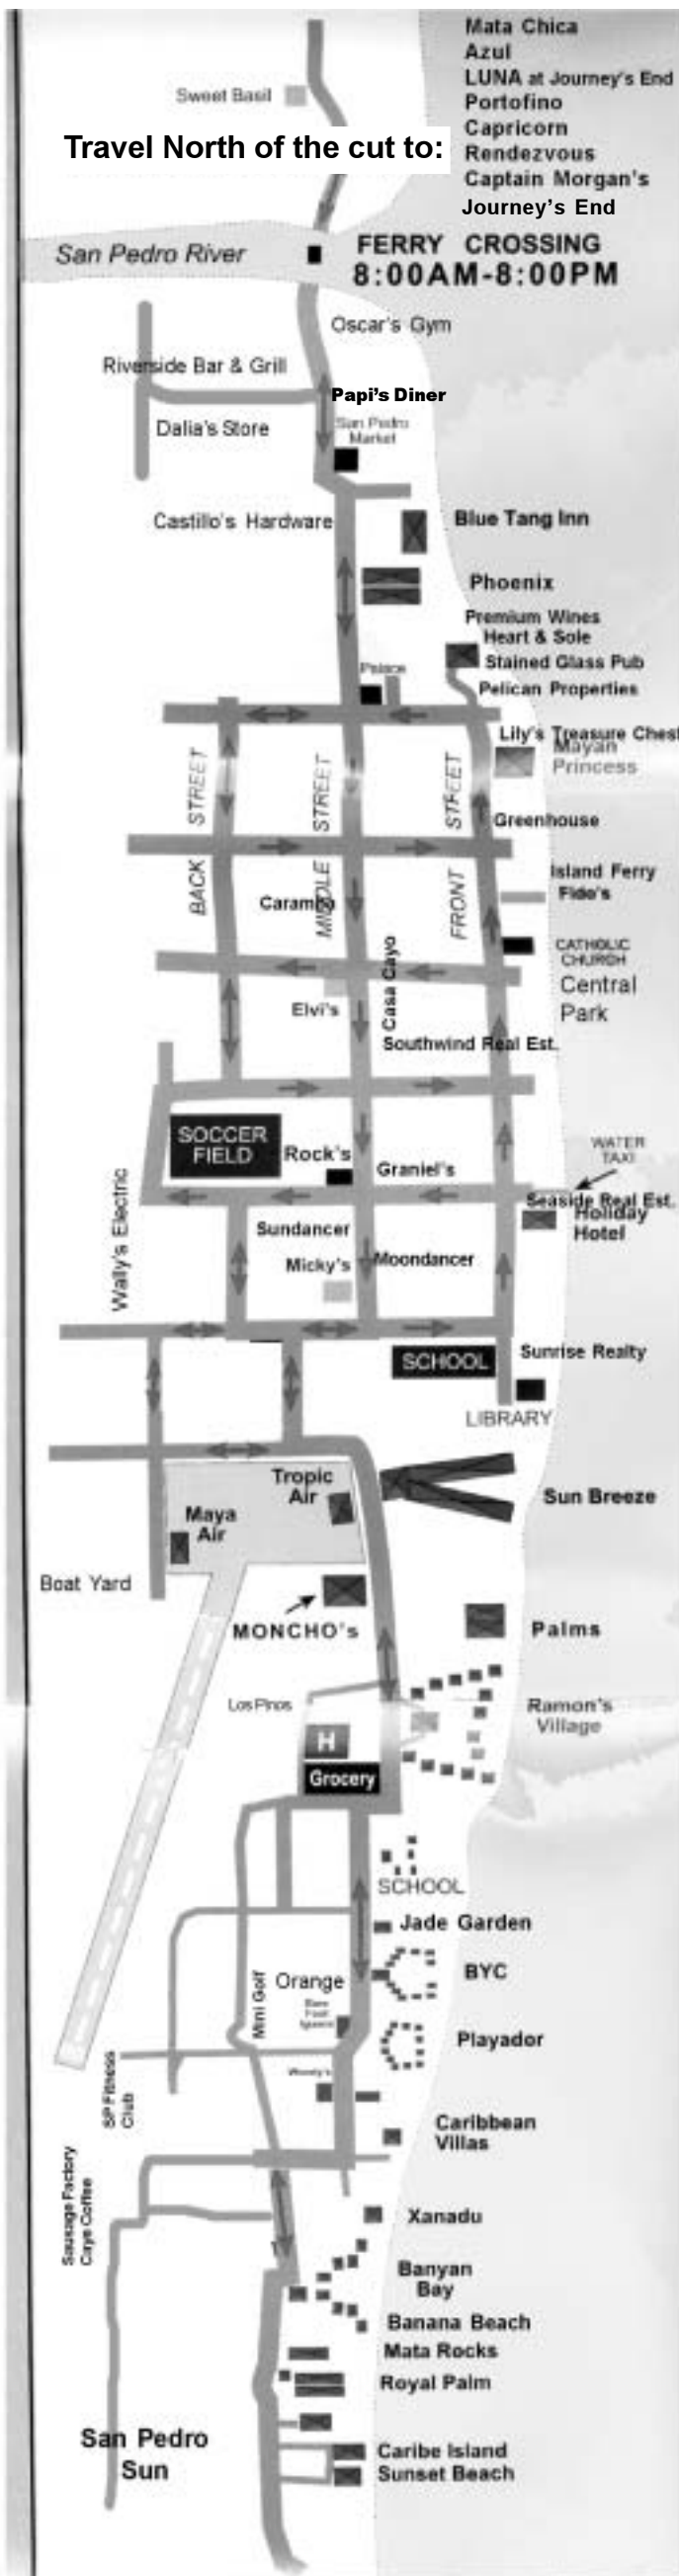 Mata Chica
Azul
LUNA at Journey's End
Portofino
Sweet Basil
Capricorn
Travel North of the cut to:
Rendezvous
Captain Morgan's
Journey's End
San Pedro River
FERRY CROSSING
8:00AM-8:00PM
Oscar's Gym
Riverside Bar & Grill
Papi's Diner
Dalia's Store
San Pedro
Market
Castillo's Hardware
Blue Tang Inn
Phoenix
Premium Wines
Heart & Sole
Stained Glass Pub
Palace
Pelican Properties
Lily's Treasure Chest
Mayan
Princess
BACK STREET
MIDDLE STREET
FRONT STREET
Greenhouse
Island Ferry
Fido's
Caramba
CATHOLIC
CHURCH
Casa Cayo
Central
Park
Elvi's
Southwind Real Est.
SOCCER
FIELD
Rock's
Graniel's
WATER
TAXI
Seaside Real Est.
Holiday
Hotel
Wally's Electric
Sundancer
Micky's
Moondancer
SCHOOL
Sunrise Realty
LIBRARY
Tropic
Air
Sun Breeze
Maya
Air
Boat Yard
MONCHO's
Palms
Los Pinos
Ramon's
Village
H
Grocery
SCHOOL
Jade Garden
BYC
Mini Golf
Orange
Bare
Foot
Iguana
Playador
SP Fitness
Club
Woody's
Caribbean
Villas
Sausage Factory
Caye Coffee
Xanadu
Banyan
Bay
Banana Beach
Mata Rocks
Royal Palm
San Pedro
Sun
Caribe Island
Sunset Beach